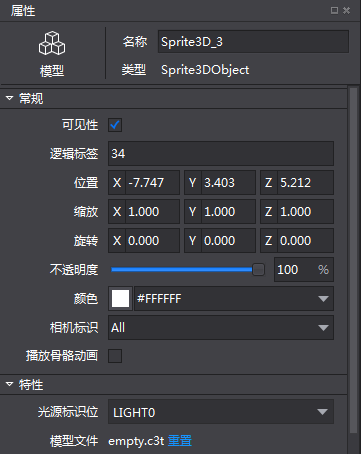 属性
模型
名称 Sprite3D_3
类型 Sprite3DObject
常规
可见性
逻辑标签 34
位置 X -7.747 Y 3.403 Z 5.212
缩放 X 1.000 Y 1.000 Z 1.000
旋转 X 0.000 Y 0.000 Z 0.000
不透明度 100 %
颜色 #FFFFFF
相机标识 All
播放骨骼动画
特性
光源标识位 LIGHT0
模型文件 empty.c3t 重置